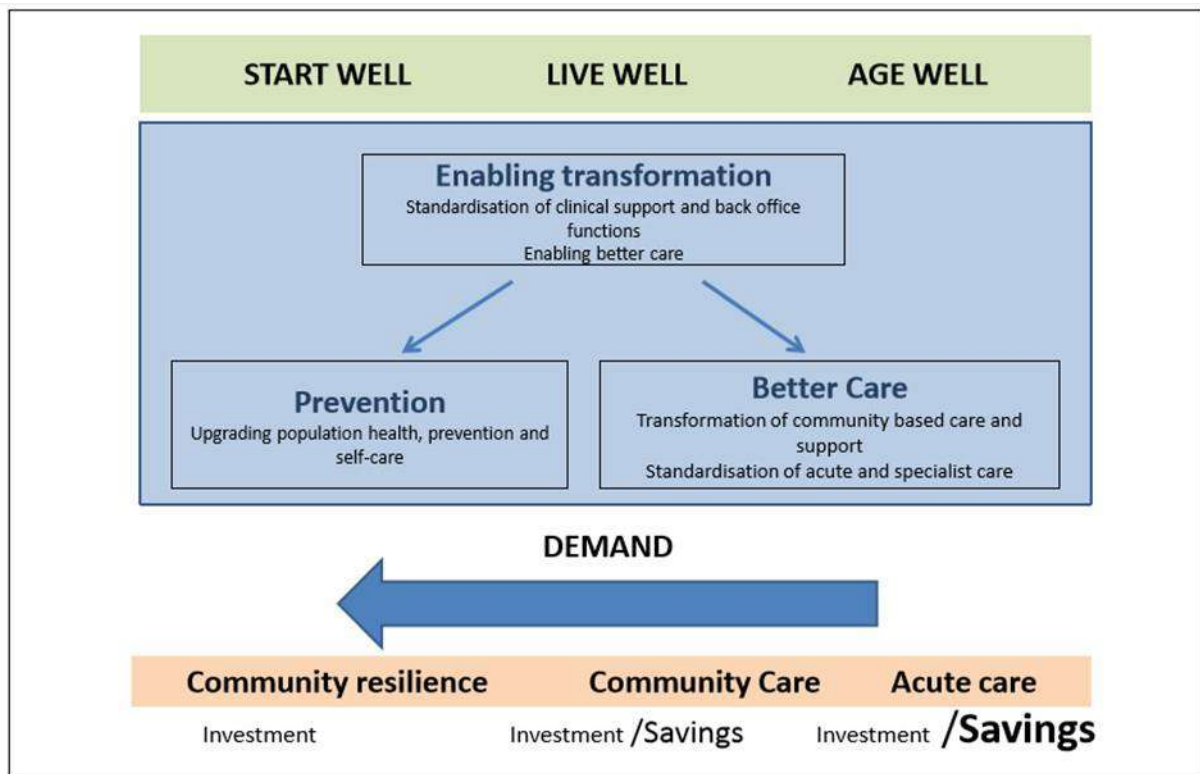 START WELL LIVE WELL AGE WELL
Enabling transformation
Standardisation of clinical support and back office
functions
Enabling better care
Prevention
Upgrading population health, prevention and
self-care
Better Care
Transformation of community based care and
support
Standardisation of acute and specialist care
DEMAND
Community resilience Community Care Acute care
Investment Investment /Savings Investment /Savings